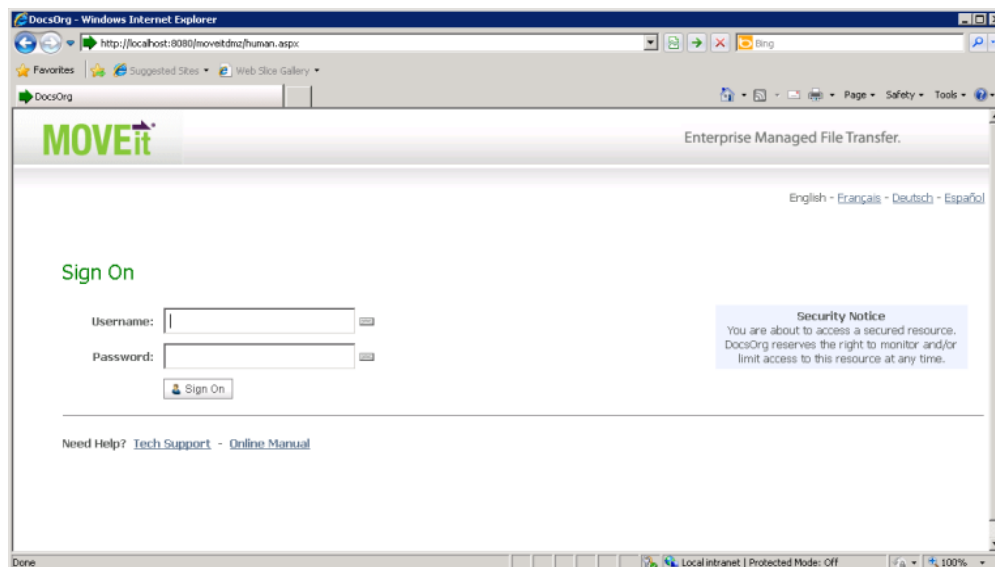 DocsOrg - Windows Internet Explorer
http://localhost:8080/moveitdmz/human.aspx
Bing
Favorites Suggested Sites Web Slice Gallery
DocsOrg
Page Safety Tools
MOVEit
Enterprise Managed File Transfer.
English - Français - Deutsch - Español
Sign On
Username:
Password:
Sign On
Security Notice
You are about to access a secured resource.
DocsOrg reserves the right to monitor and/or
limit access to this resource at any time.
Need Help? Tech Support - Online Manual
Done
Local intranet | Protected Mode: Off
100%